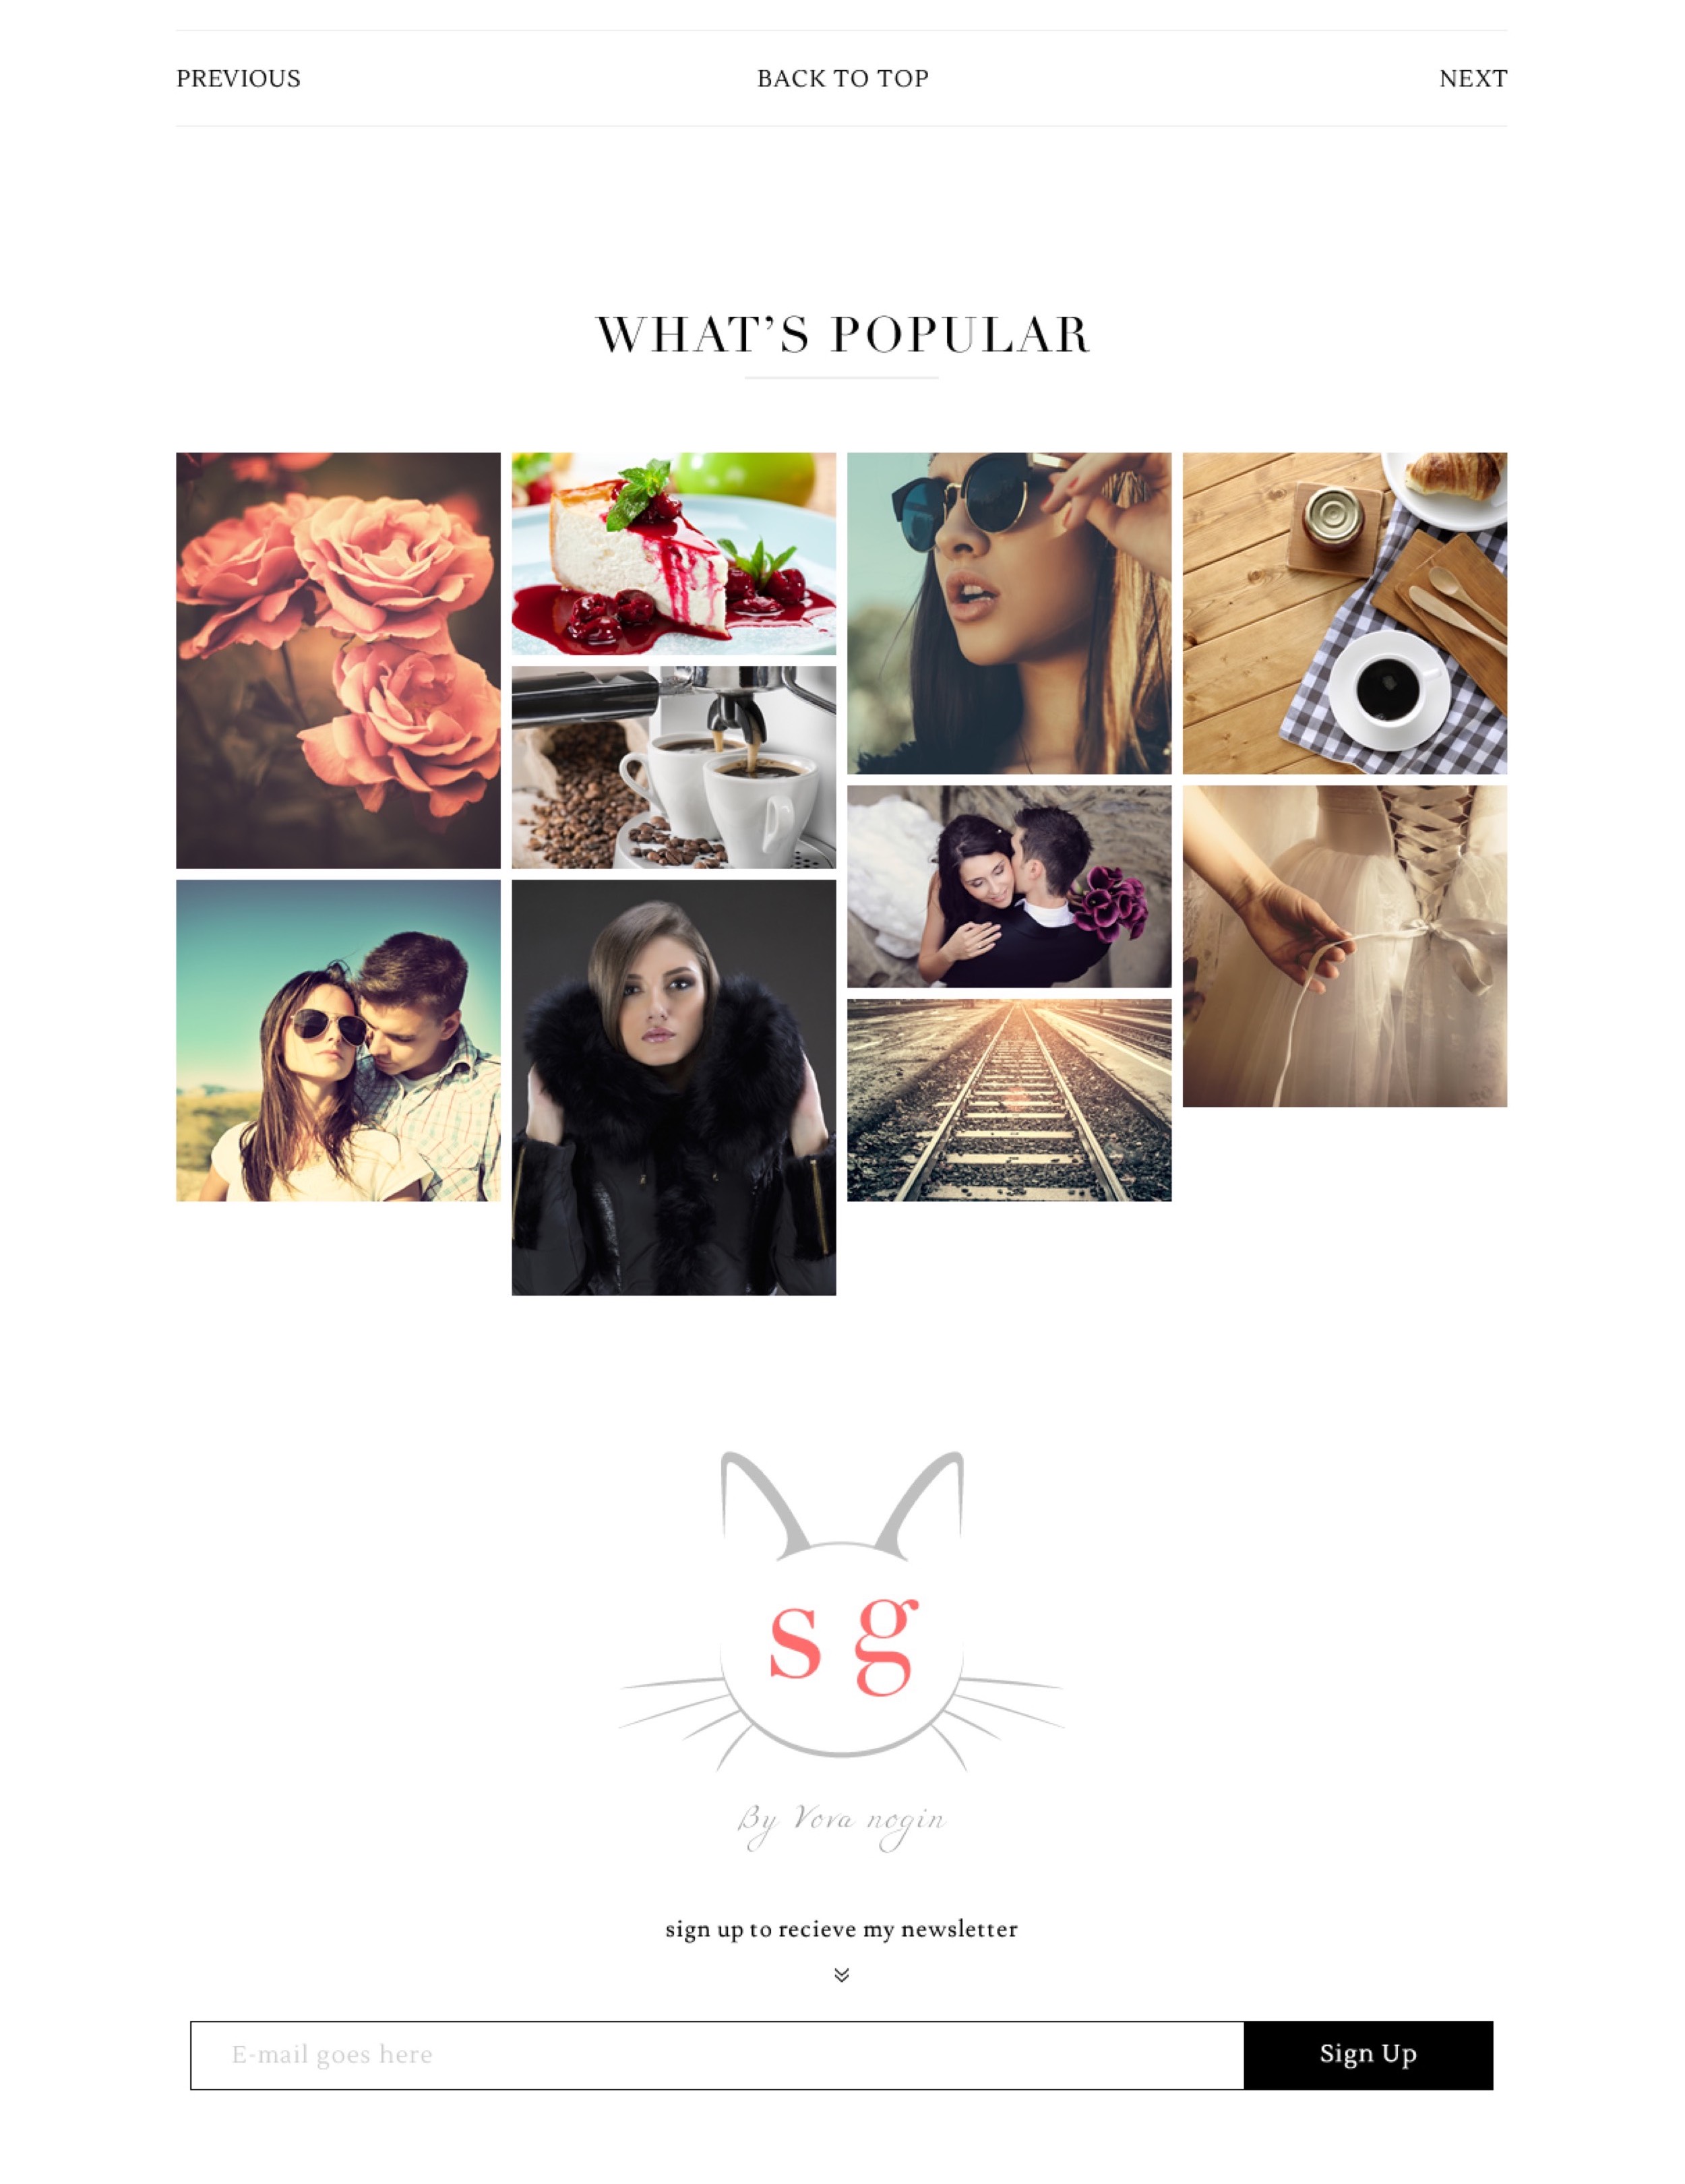 PREVIOUS BACK TO TOP NEXT
WHAT’S POPULAR
s g
By Vova nogin
sign up to recieve my newsletter
E-mail goes here Sign Up